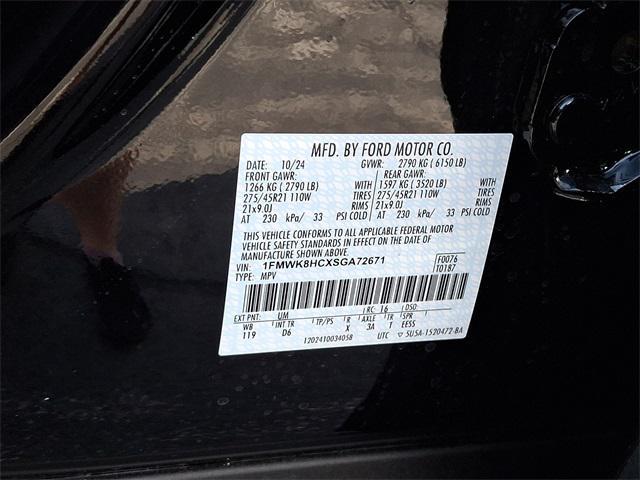 MFD. BY FORD MOTOR CO.
DATE: 10/24 GVWR: 2790 KG ( 6150 LB)
FRONT GAWR: REAR GAWR:
1266 KG ( 2790 LB) WITH 1597 KG ( 3520 LB) WITH
275/45R21 110W TIRES 275/45R21 110W TIRES
21x9.0J RIMS 21x9.0J RIMS
AT 230 kPa/ 33 PSI COLD AT 230 kPa/ 33 PSI COLD
THIS VEHICLE CONFORMS TO ALL APPLICABLE FEDERAL MOTOR
VEHICLE SAFETY STANDARDS IN EFFECT ON THE DATE OF
MANUFACTURE SHOWN ABOVE.
VIN: 1FMWK8HCXSGA72671 F0076
TYPE: MPV T0187
EXT PNT: UM RC: 16 DSO:
WB INT TR TP/PS R AXLE TR SPR
119 D6 X 3A T EESS
1202410034058 UTC ▽ 5U5A-1520472-BA